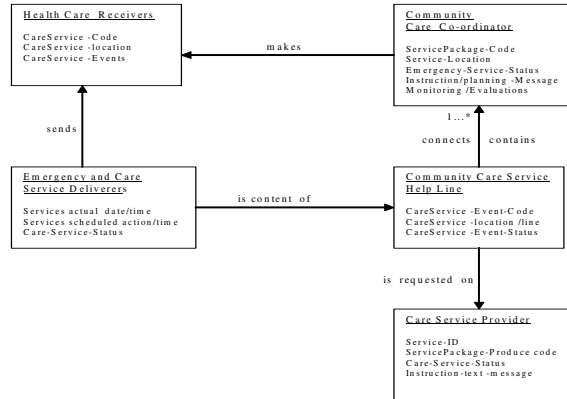 Health Care Receivers
CareService -Code
CareService -location
CareService -Events
makes
Community
Care Co-ordinator
ServicePackage-Code
Service-Location
Emergency-Service-Status
Instruction/planning -Message
Monitoring /Evaluations
sends
1...*
connects contains
Emergency and Care
Service Deliverers
Services actual date/time
Services scheduled action/time
Care-Service-Status
is content of
Community Care Service
Help Line
CareService -Event-Code
CareService -location /line
CareService -Event-Status
is requested on
Care Service Provider
Service-ID
ServicePackage-Produce code
Care-Service-Status
Instruction-text -message